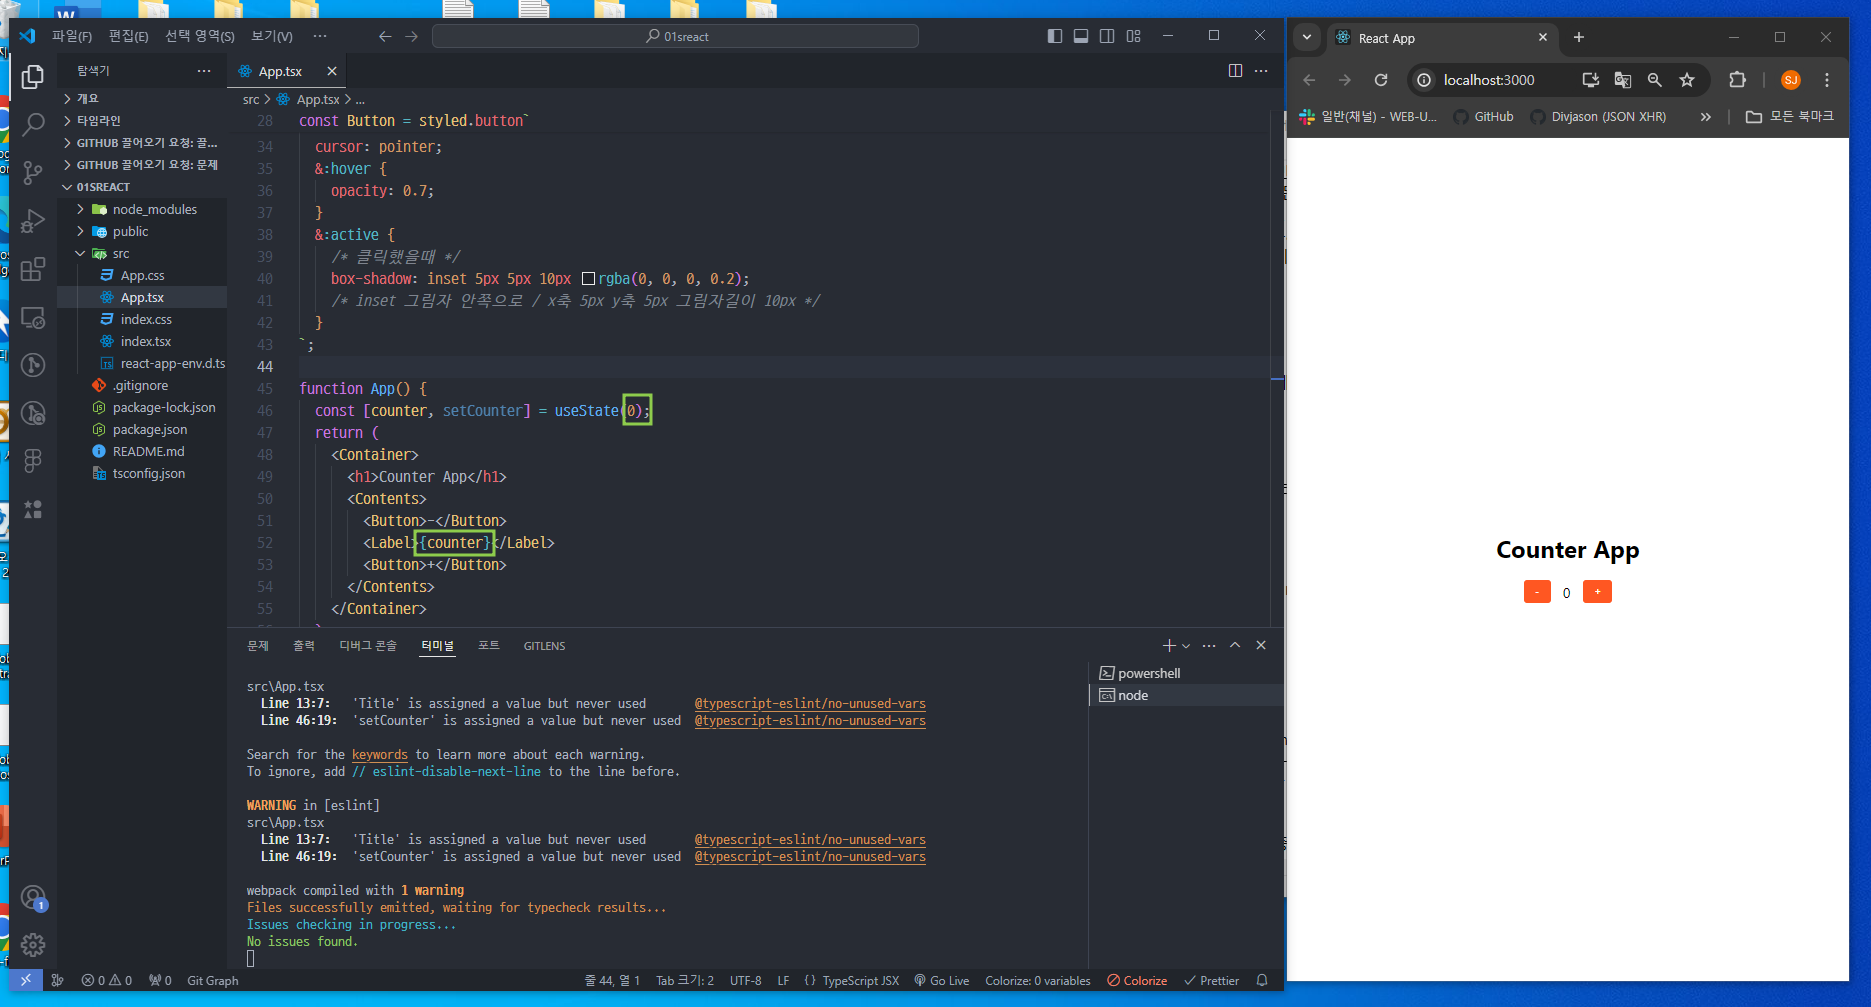 파일(F) 편집(E) 선택 영역(S) 보기(V) ··· 01sreact
탐색기 ···
개요
타임라인
GITHUB 끌어오기 요청: 끌...
GITHUB 끌어오기 요청: 문제
01SREACT
node_modules
public
src
App.css
App.tsx
index.css
index.tsx
react-app-env.d.ts
.gitignore
package-lock.json
package.json
README.md
tsconfig.json
App.tsx
src > App.tsx > ...
28 const Button = styled.button`
34 cursor: pointer;
35 &:hover {
36 opacity: 0.7;
37 }
38 &:active {
39 /* 클릭했을때 */
40 box-shadow: inset 5px 5px 10px rgba(0, 0, 0, 0.2);
41 /* inset 그림자 안쪽으로 / x축 5px y축 5px 그림자길이 10px */
42 }
43 `;
44
45 function App() {
46 const [counter, setCounter] = useState(0);
47 return (
48 <Container>
49 <h1>Counter App</h1>
50 <Contents>
51 <Button>-</Button>
52 <Label>{counter}</Label>
53 <Button>+</Button>
54 </Contents>
55 </Container>
문제 출력 디버그 콘솔 터미널 포트 GITLENS
src\App.tsx
Line 13:7: 'Title' is assigned a value but never used @typescript-eslint/no-unused-vars
Line 46:19: 'setCounter' is assigned a value but never used @typescript-eslint/no-unused-vars
Search for the keywords to learn more about each warning.
To ignore, add // eslint-disable-next-line to the line before.
WARNING in [eslint]
src\App.tsx
Line 13:7: 'Title' is assigned a value but never used @typescript-eslint/no-unused-vars
Line 46:19: 'setCounter' is assigned a value but never used @typescript-eslint/no-unused-vars
webpack compiled with 1 warning
Files successfully emitted, waiting for typecheck results...
Issues checking in progress...
No issues found.
powershell
node
1
0 0 0 Git Graph 줄 44, 열 1 Tab 크기: 2 UTF-8 LF {} TypeScript JSX Go Live Colorize: 0 variables Colorize Prettier
React App
localhost:3000 SJ
일반(채널) - WEB-U... GitHub Divjason (JSON XHR) » 모든 북마크
Counter App
- 0 +